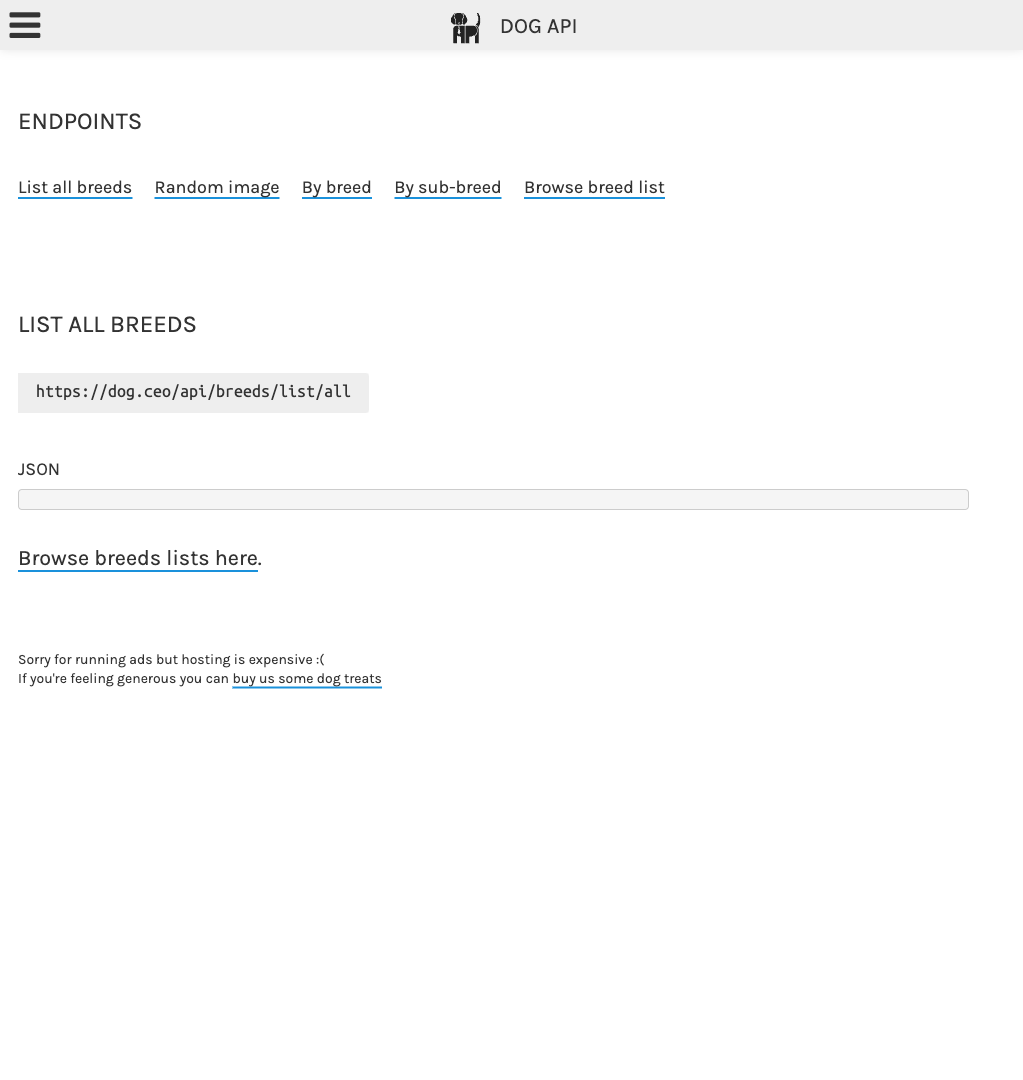 DOG API
ENDPOINTS
List all breeds Random image By breed By sub-breed Browse breed list
LIST ALL BREEDS
https://dog.ceo/api/breeds/list/all
JSON
Browse breeds lists here.
Sorry for running ads but hosting is expensive :(
If you're feeling generous you can buy us some dog treats